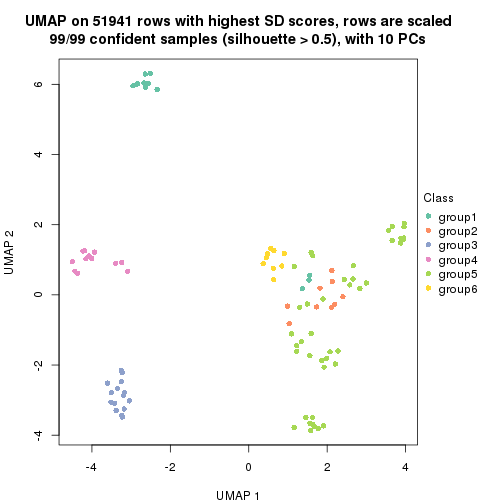 UMAP on 51941 rows with highest SD scores, rows are scaled
99/99 confident samples (silhouette > 0.5), with 10 PCs
6
4
2
0
-2
-4
UMAP 2
-4
-2
0
2
4
UMAP 1
Class
group1
group2
group3
group4
group5
group6